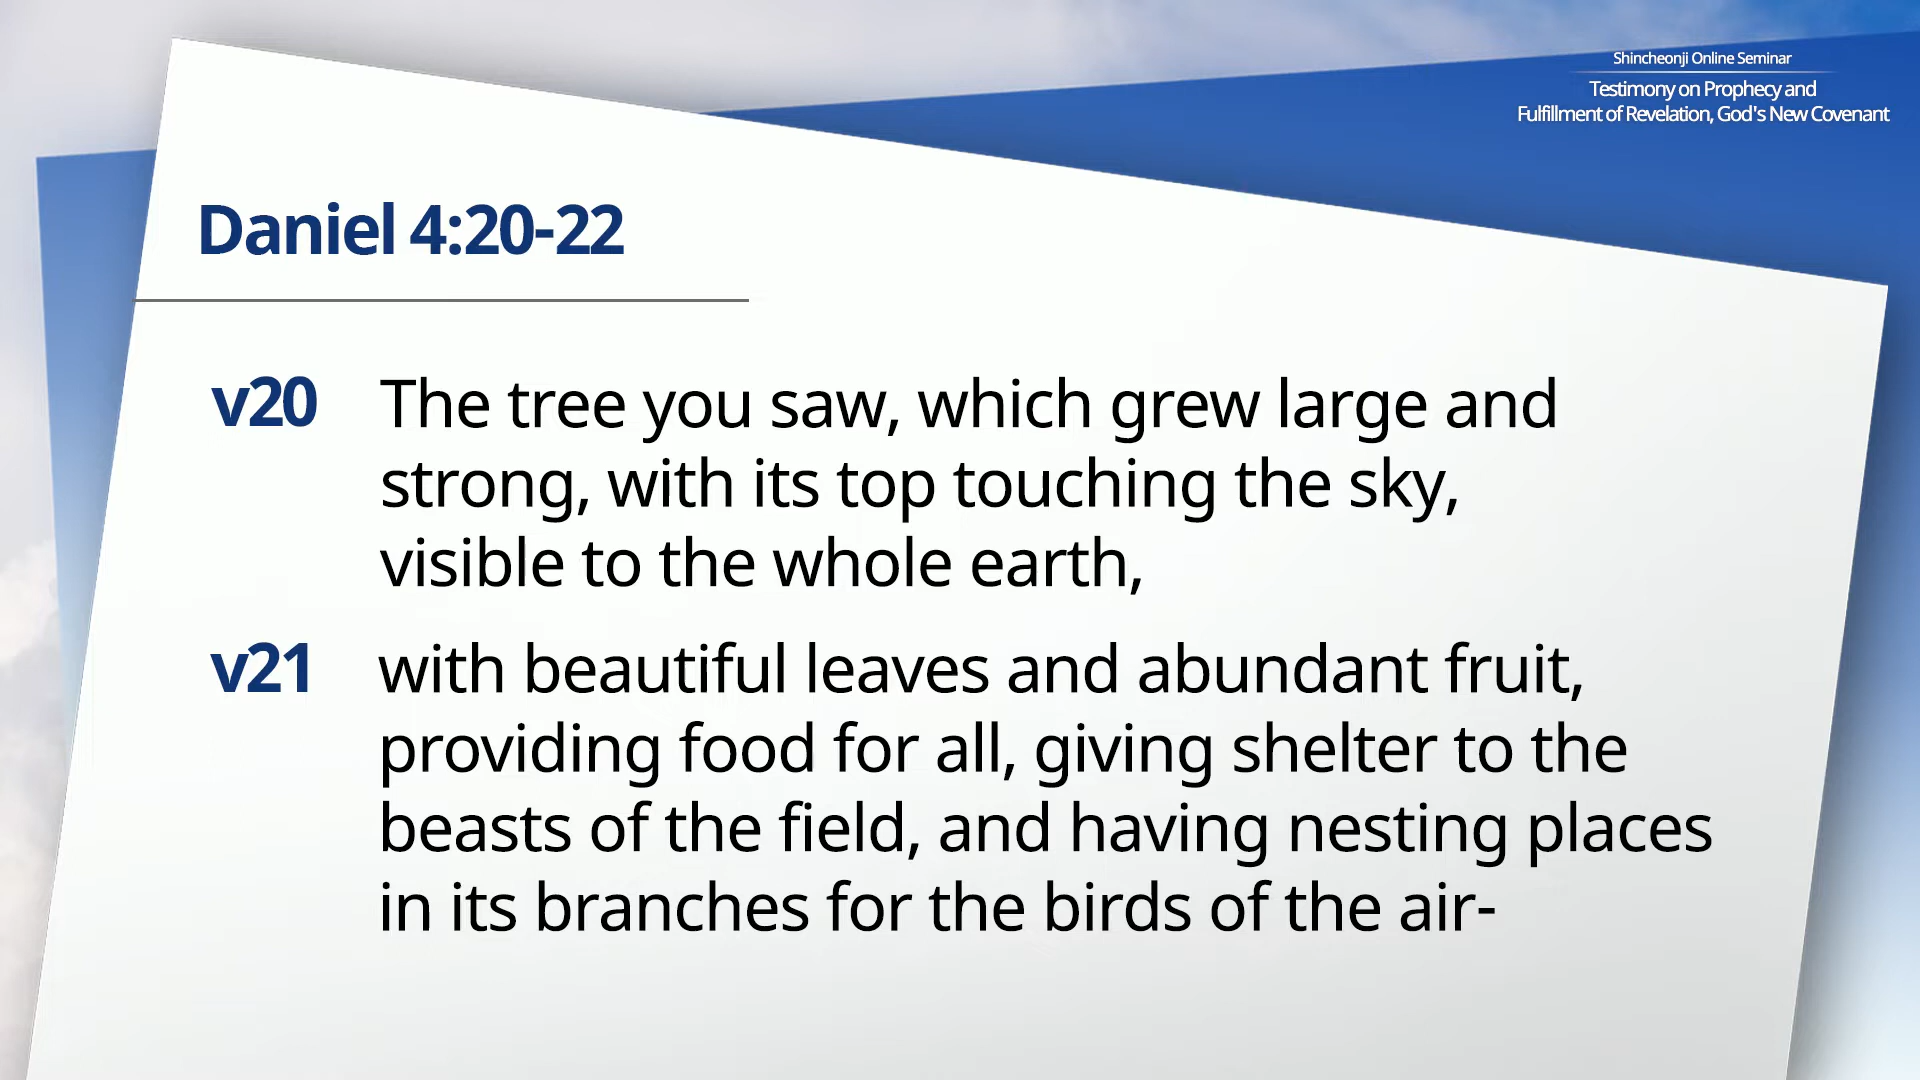 Shincheonji Online Seminar
Testimony on Prophecy and
Fulfillment of Revelation, God's New Covenant
Daniel 4:20-22
v20 The tree you saw, which grew large and
strong, with its top touching the sky,
visible to the whole earth,
v21 with beautiful leaves and abundant fruit,
providing food for all, giving shelter to the
beasts of the field, and having nesting places
in its branches for the birds of the air-